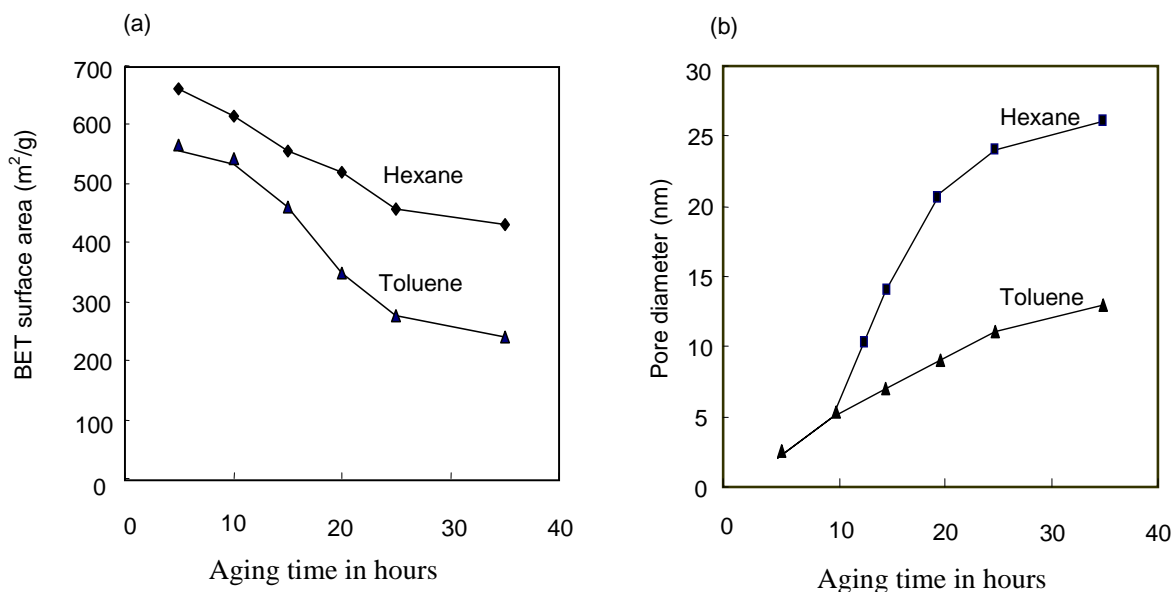 (a)
BET surface area (m²/g)
700
600
500
400
300
200
100
0
Hexane
Toluene
0 10 20 30 40
Aging time in hours
(b)
Pore diameter (nm)
30
25
20
15
10
5
0
Hexane
Toluene
0 10 20 30 40
Aging time in hours